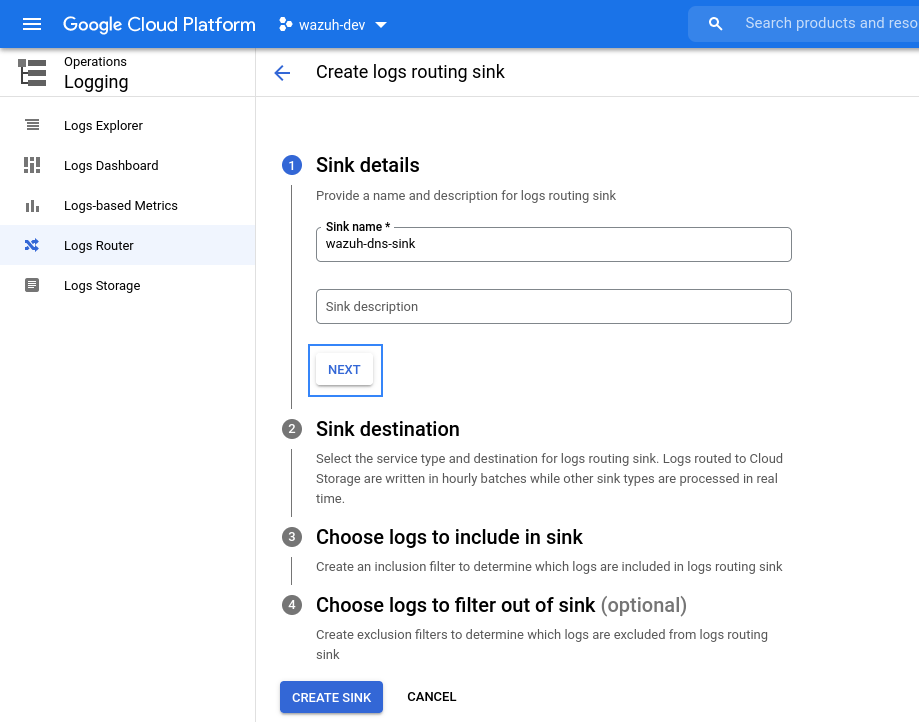 Google Cloud Platform
wazuh-dev
Search products and reso
Operations
Logging
Create logs routing sink
Logs Explorer
Logs Dashboard
Logs-based Metrics
Logs Router
Logs Storage
1 Sink details
Provide a name and description for logs routing sink
Sink name *
wazuh-dns-sink
Sink description
NEXT
2 Sink destination
Select the service type and destination for logs routing sink. Logs routed to Cloud
Storage are written in hourly batches while other sink types are processed in real
time.
3 Choose logs to include in sink
Create an inclusion filter to determine which logs are included in logs routing sink
4 Choose logs to filter out of sink (optional)
Create exclusion filters to determine which logs are excluded from logs routing
sink
CREATE SINK
CANCEL